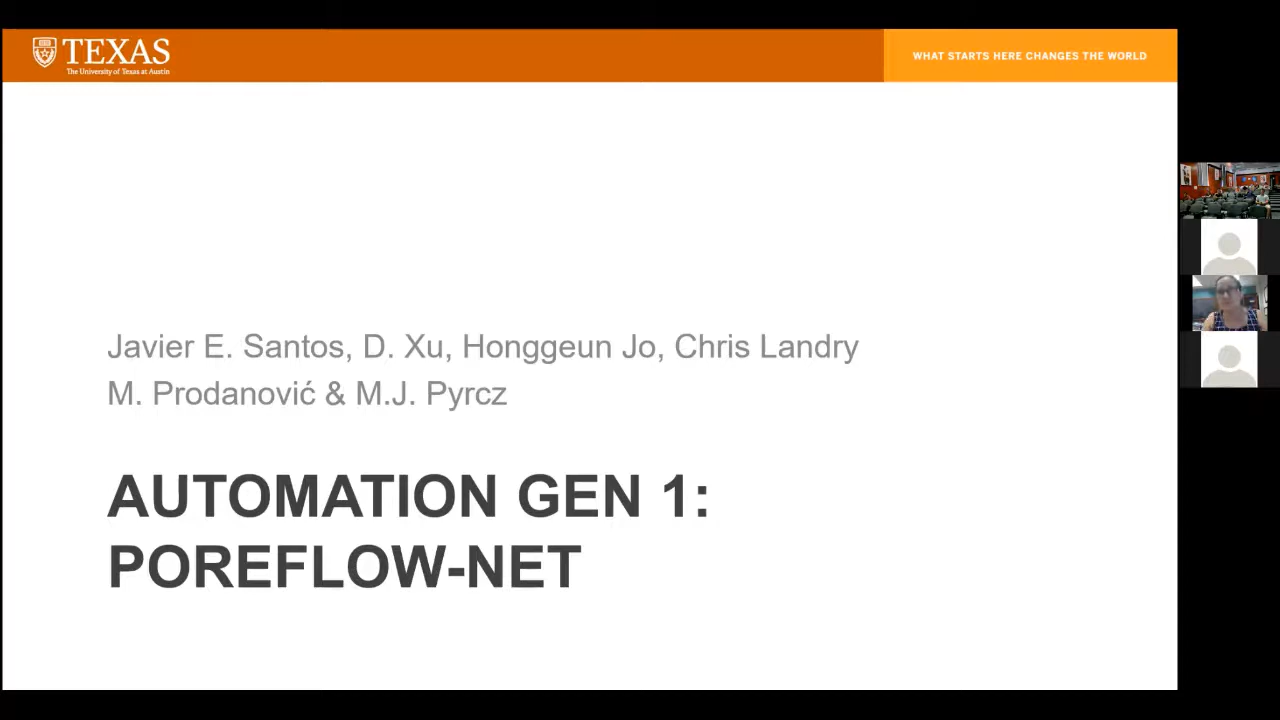 TEXAS
The University of Texas at Austin
WHAT STARTS HERE CHANGES THE WORLD
Javier E. Santos, D. Xu, Honggeun Jo, Chris Landry
M. Prodanović & M.J. Pyrcz
AUTOMATION GEN 1:
POREFLOW-NET